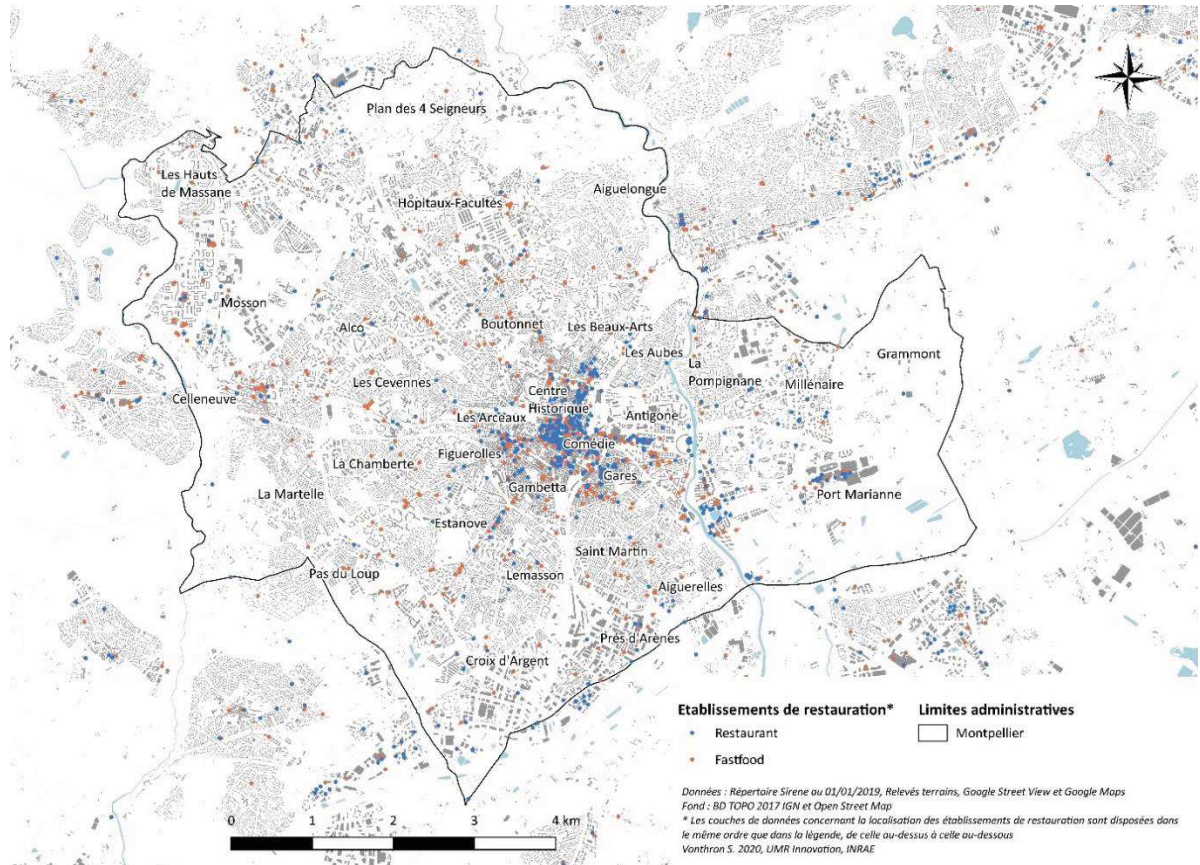 Plan des 4 Seigneurs
Les Hauts
de Massane
Aiguelongue
Hôpitaux-Facultés
Mosson
Alco
Boutonnet
Les Beaux-Arts
Les Aubes
La
Pompignane
Grammont
Millénaire
Les Cevennes
Centre
Historique
Celleneuve
Les Arceaux
Antigone
Comédie
Figuerolles
La Chamberte
Gares
Gambetta
Port Marianne
La Martelle
Estanove
Saint Martin
Pas du Loup
Lemasson
Aiguerelles
Prés d'Arènes
Croix d'Argent
Etablissements de restauration*
Restaurant
Fastfood
Limites administratives
Montpellier
Données : Répertoire Sirene au 01/01/2019, Relevés terrains, Google Street View et Google Maps
Fond : BD TOPO 2017 IGN et Open Street Map
* Les couches de données concernant la localisation des établissements de restauration sont disposées dans
le même ordre que dans la légende, de celle au-dessus à celle au-dessous
Vonthron S. 2020, UMR Innovation, INRAE
0 1 2 3 4 km